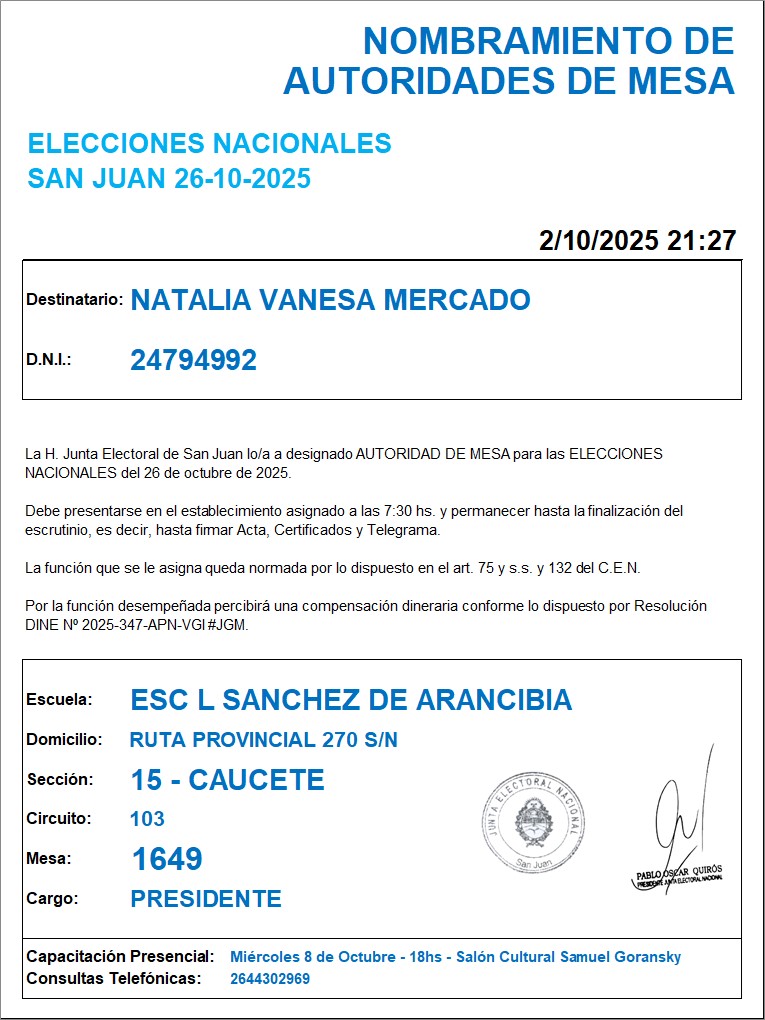 NOMBRAMIENTO DE
AUTORIDADES DE MESA
ELECCIONES NACIONALES
SAN JUAN 26-10-2025
2/10/2025 21:27
Destinatario: NATALIA VANESA MERCADO
D.N.I.: 24794992
La H. Junta Electoral de San Juan lo/a a designado AUTORIDAD DE MESA para las ELECCIONES
NACIONALES del 26 de octubre de 2025.
Debe presentarse en el establecimiento asignado a las 7:30 hs. y permanecer hasta la finalización del
escrutinio, es decir, hasta firmar Acta, Certificados y Telegrama.
La función que se le asigna queda normada por lo dispuesto en el art. 75 y s.s. y 132 del C.E.N.
Por la función desempeñada percibirá una compensación dineraria conforme lo dispuesto por Resolución
DINE Nº 2025-347-APN-VGI#JGM.
Escuela: ESC L SANCHEZ DE ARANCIBIA
Domicilio: RUTA PROVINCIAL 270 S/N
Sección: 15 - CAUCETE
Circuito: 103
Mesa: 1649
Cargo: PRESIDENTE
JUNTA ELECTORAL NACIONAL
San Juan
PABLO OSCAR QUIRÓS
PRESIDENTE JUNTA ELECTORAL NACIONAL
Capacitación Presencial: Miércoles 8 de Octubre - 18hs - Salón Cultural Samuel Goransky
Consultas Telefónicas: 2644302969